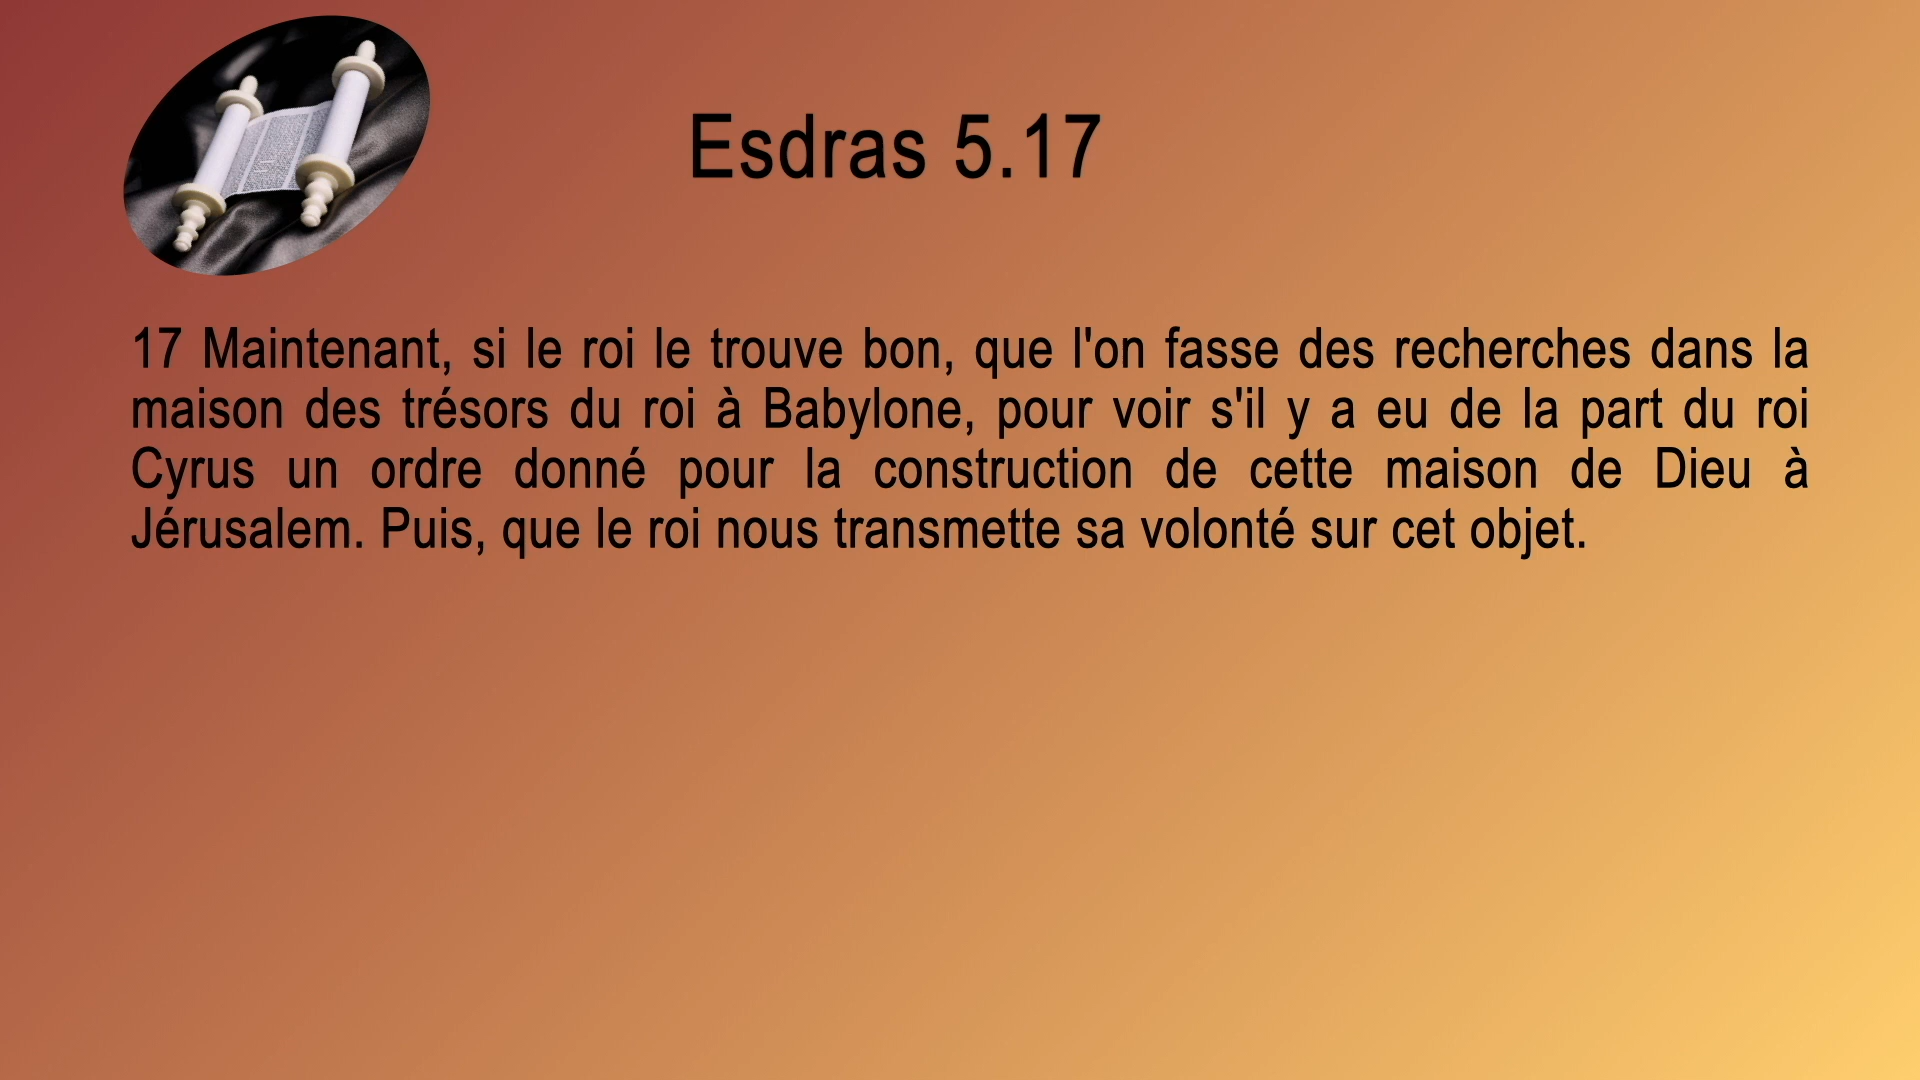 Esdras 5.17
17 Maintenant, si le roi le trouve bon, que l'on fasse des recherches dans la
maison des trésors du roi à Babylone, pour voir s'il y a eu de la part du roi
Cyrus un ordre donné pour la construction de cette maison de Dieu à
Jérusalem. Puis, que le roi nous transmette sa volonté sur cet objet.